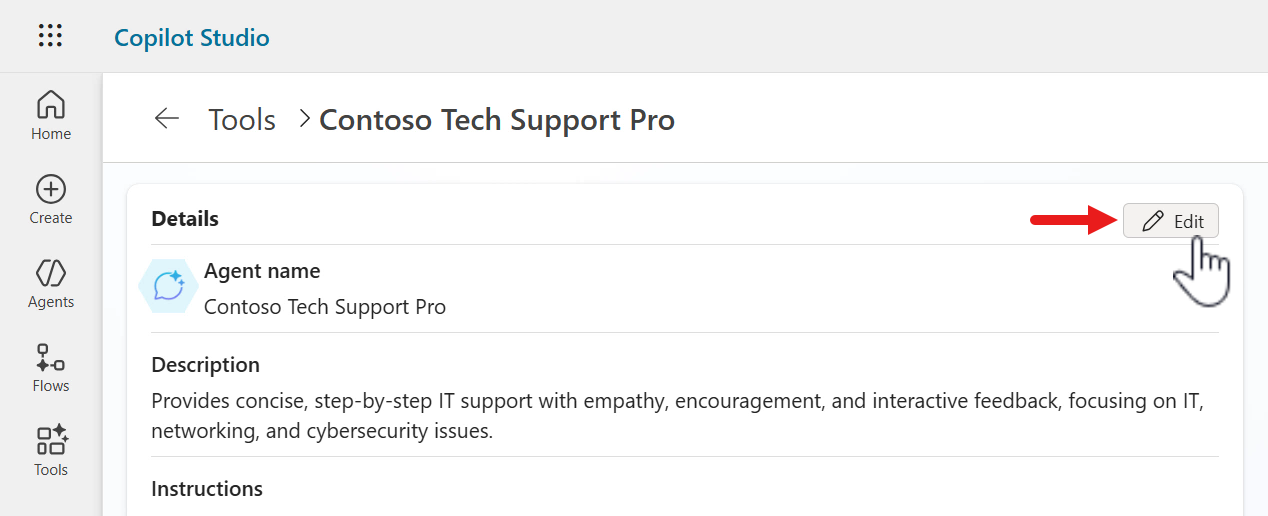 Copilot Studio
Home
Create
Agents
Flows
Tools
Tools > Contoso Tech Support Pro
Details
Edit
Agent name
Contoso Tech Support Pro
Description
Provides concise, step-by-step IT support with empathy, encouragement, and interactive feedback, focusing on IT,
networking, and cybersecurity issues.
Instructions